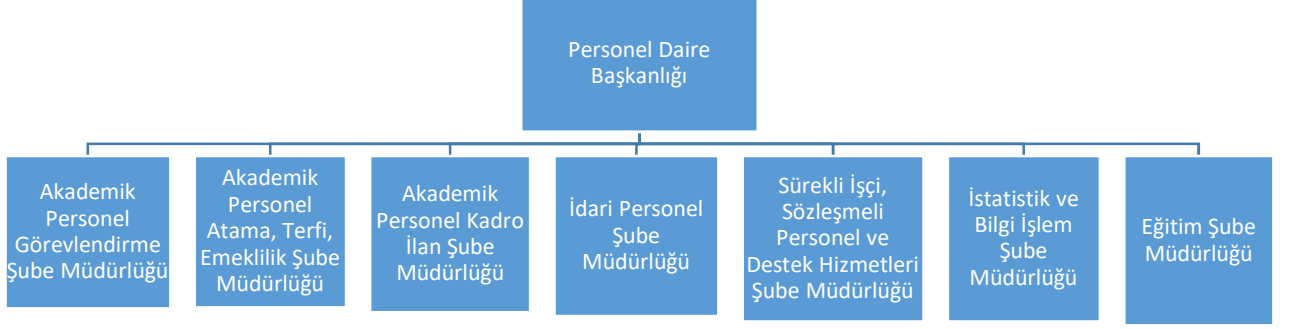 Personel Daire
Başkanlığı
Akademik
Personel
Görevlendirme
Şube Müdürlüğü
Akademik
Personel
Atama, Terfi,
Emeklilik Şube
Müdürlüğü
Akademik
Personel Kadro
İlan Şube
Müdürlüğü
İdari Personel
Şube
Müdürlüğü
Sürekli İşçi,
Sözleşmeli
Personel ve
Destek Hizmetleri
Şube Müdürlüğü
İstatistik ve
Bilgi İşlem
Şube
Müdürlüğü
Eğitim Şube
Müdürlüğü